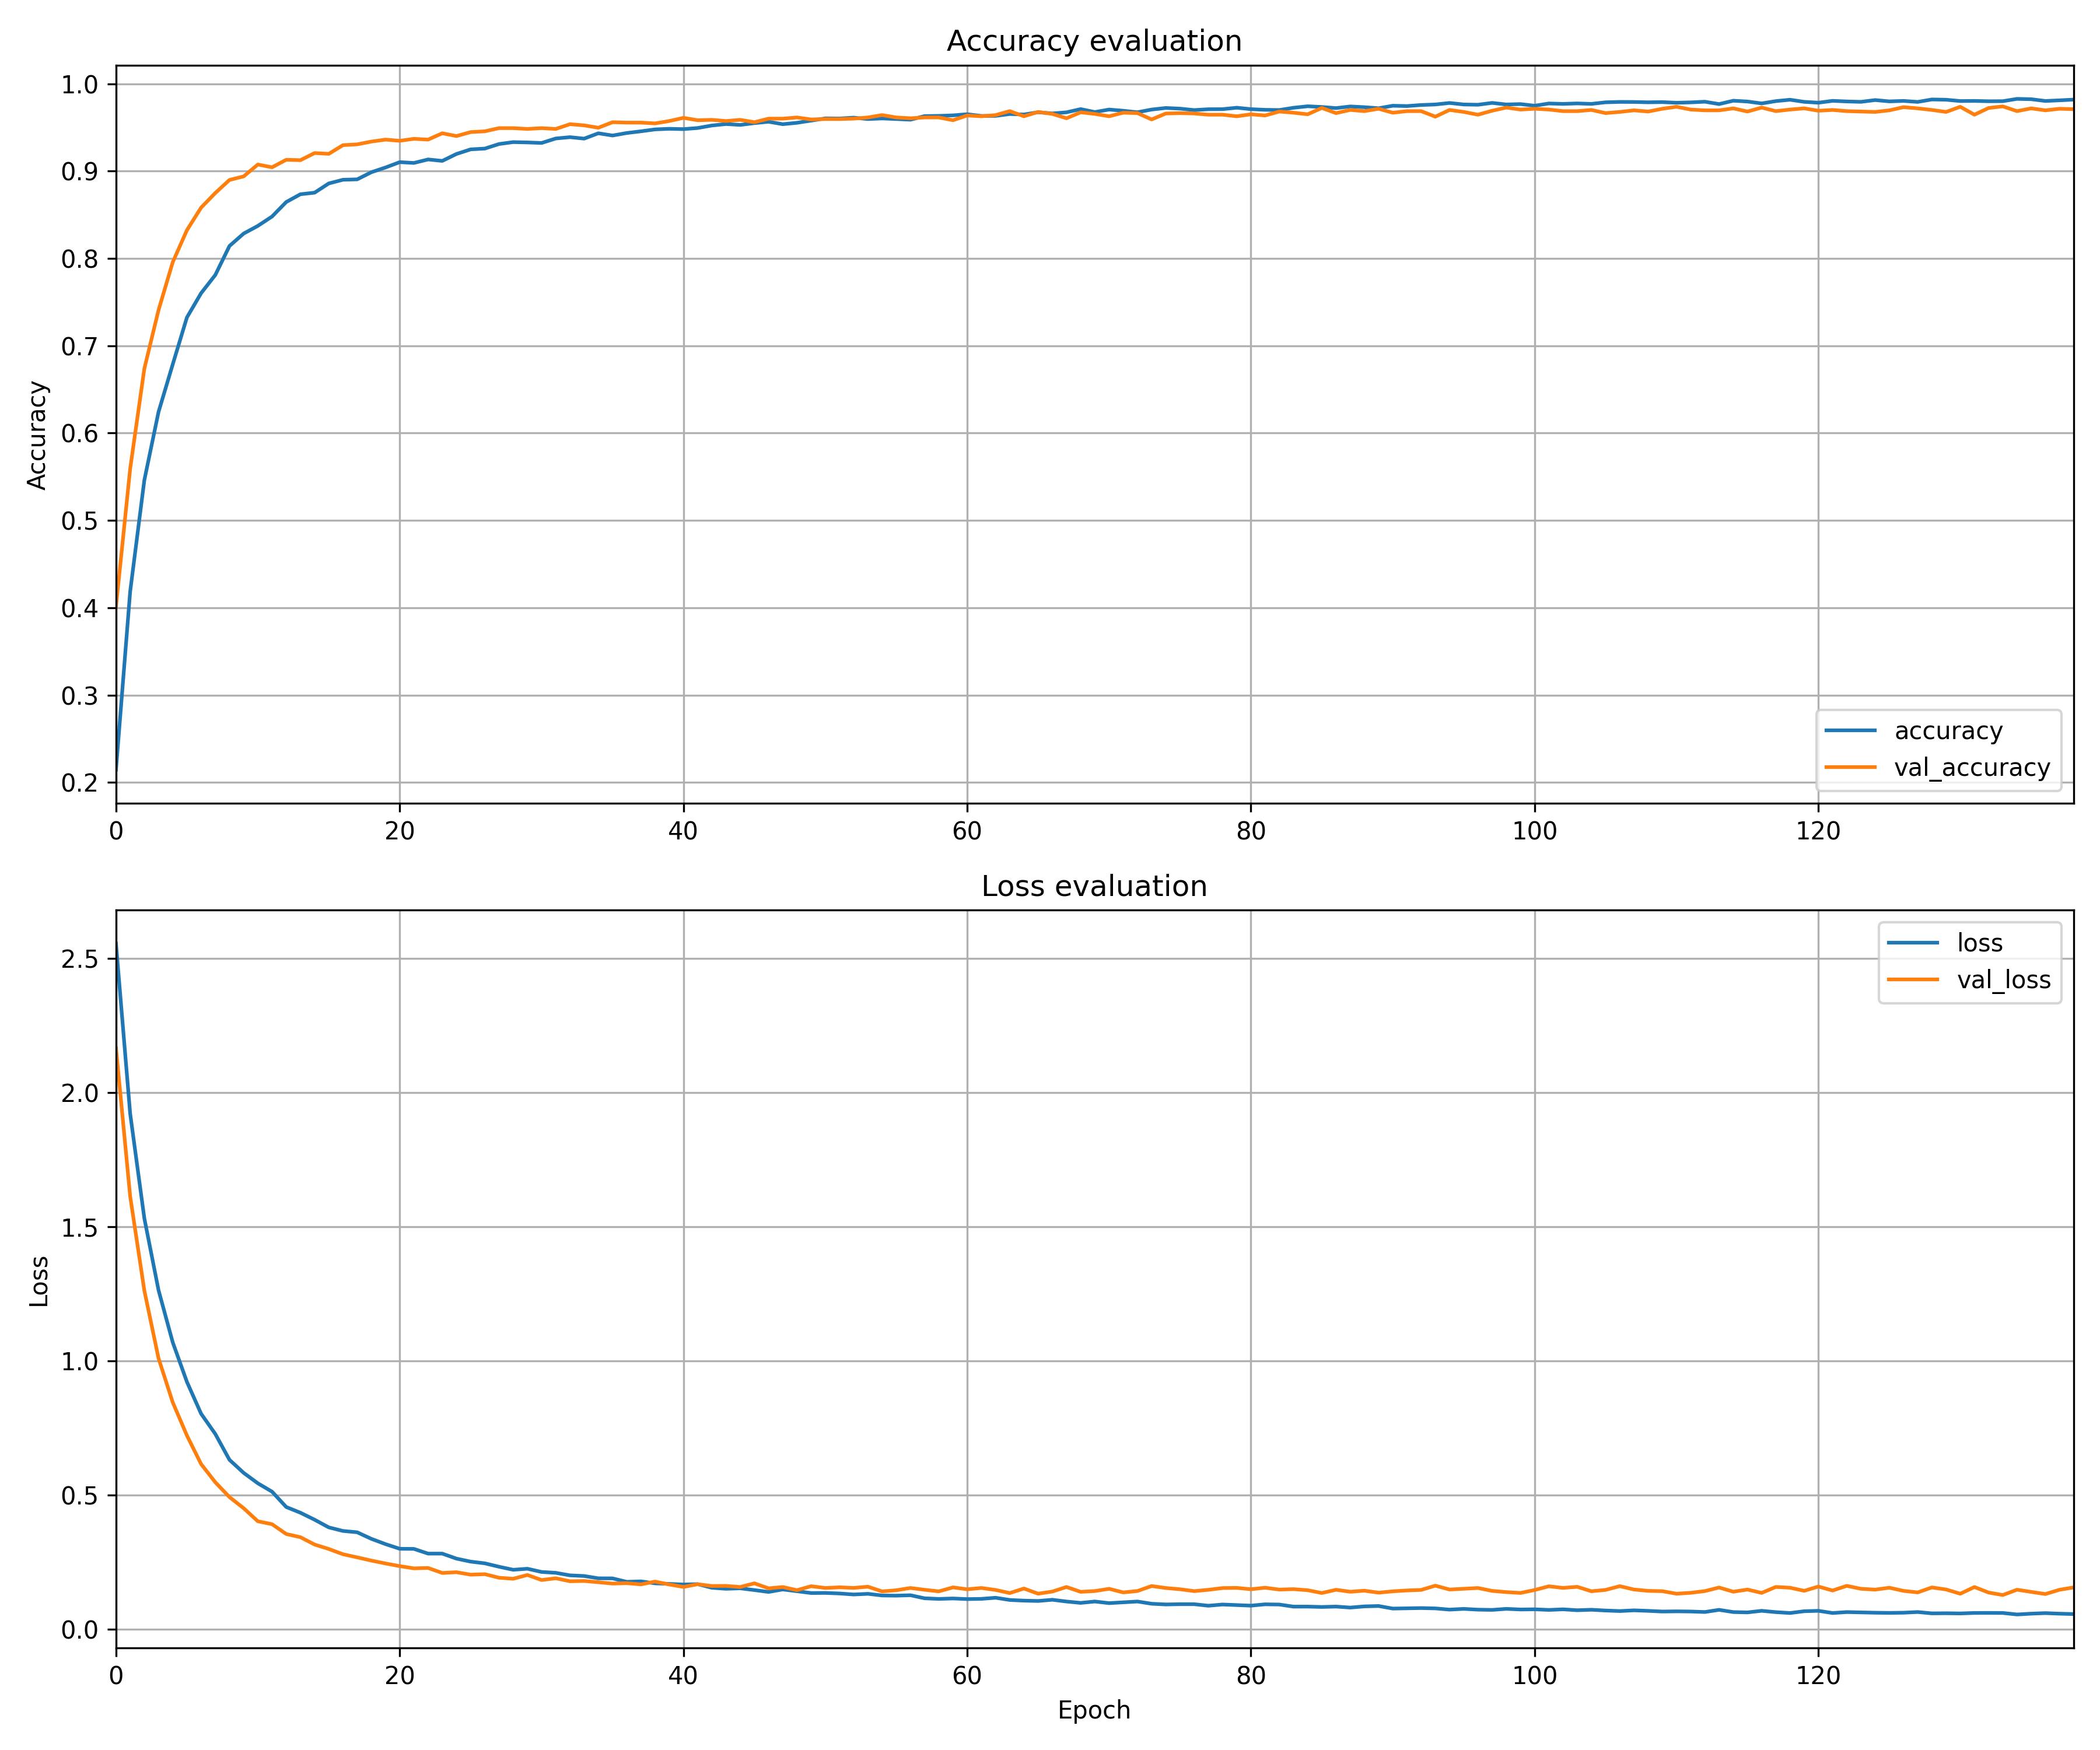 Accuracy evaluation
1.0
0.9
0.8
0.7
0.6
0.5
0.4
0.3
0.2
Accuracy
accuracy
val_accuracy
0 20 40 60 80 100 120
Loss evaluation
2.5
2.0
1.5
1.0
0.5
0.0
Loss
loss
val_loss
0 20 40 60 80 100 120
Epoch